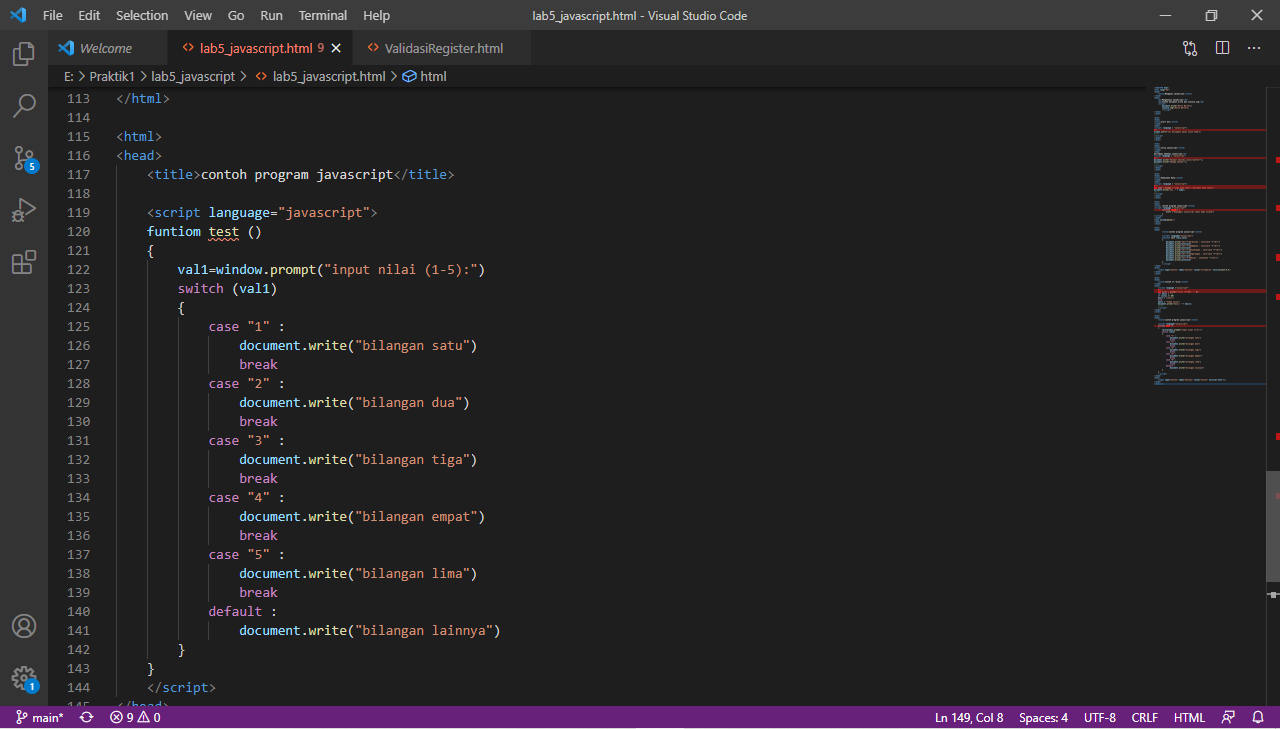 File Edit Selection View Go Run Terminal Help lab5_javascript.html - Visual Studio Code
Welcome lab5_javascript.html 9 ValidasiRegister.html
E: > Praktik1 > lab5_javascript > lab5_javascript.html > html
113 </html>
114
115 <html>
116 <head>
117 <title>contoh program javascript</title>
118
119 <script language="javascript">
120 funtiom test ()
121 {
122 val1=window.prompt("input nilai (1-5):")
123 switch (val1)
124 {
125 case "1" :
126 document.write("bilangan satu")
127 break
128 case "2" :
129 document.write("bilangan dua")
130 break
131 case "3" :
132 document.write("bilangan tiga")
133 break
134 case "4" :
135 document.write("bilangan empat")
136 break
137 case "5" :
138 document.write("bilangan lima")
139 break
140 default :
141 document.write("bilangan lainnya")
142 }
143 }
144 </script>
145 </head>
5
1
main* 9 0 Ln 149, Col 8 Spaces: 4 UTF-8 CRLF HTML